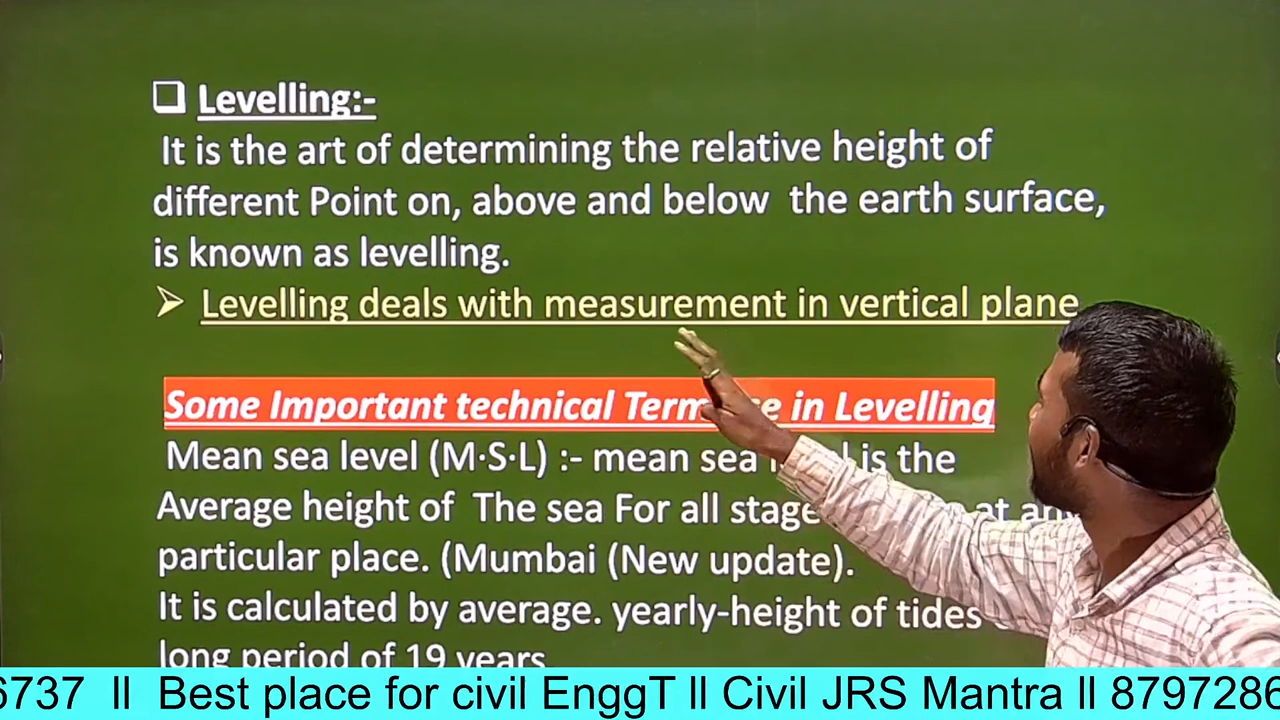 Levelling:-
It is the art of determining the relative height of
different Point on, above and below the earth surface,
is known as levelling.
Levelling deals with measurement in vertical plane
Some Important technical in Levelling
Mean sea level (M·S·L) :- mean sea is the
Average height of The sea For all at
particular place. (Mumbai (New update).
It is calculated by average. yearly-height of tides
long period of 19 years
6737 ll Best place for civil EnggT ll Civil JRS Mantra ll 8797286